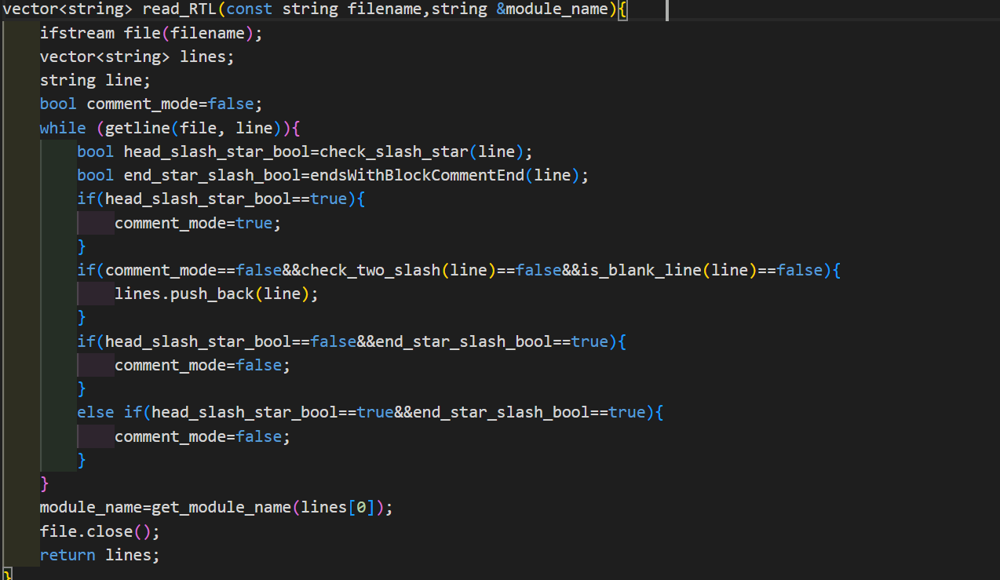 vector<string> read_RTL(const string filename,string &module_name){
    ifstream file(filename);
    vector<string> lines;
    string line;
    bool comment_mode=false;
    while (getline(file, line)){
        bool head_slash_star_bool=check_slash_star(line);
        bool end_star_slash_bool=endsWithBlockCommentEnd(line);
        if(head_slash_star_bool==true){
            comment_mode=true;
        }
        if(comment_mode==false&&check_two_slash(line)==false&&is_blank_line(line)==false){
            lines.push_back(line);
        }
        if(head_slash_star_bool==false&&end_star_slash_bool==true){
            comment_mode=false;
        }
        else if(head_slash_star_bool==true&&end_star_slash_bool==true){
            comment_mode=false;
        }
    }
    module_name=get_module_name(lines[0]);
    file.close();
    return lines;
}